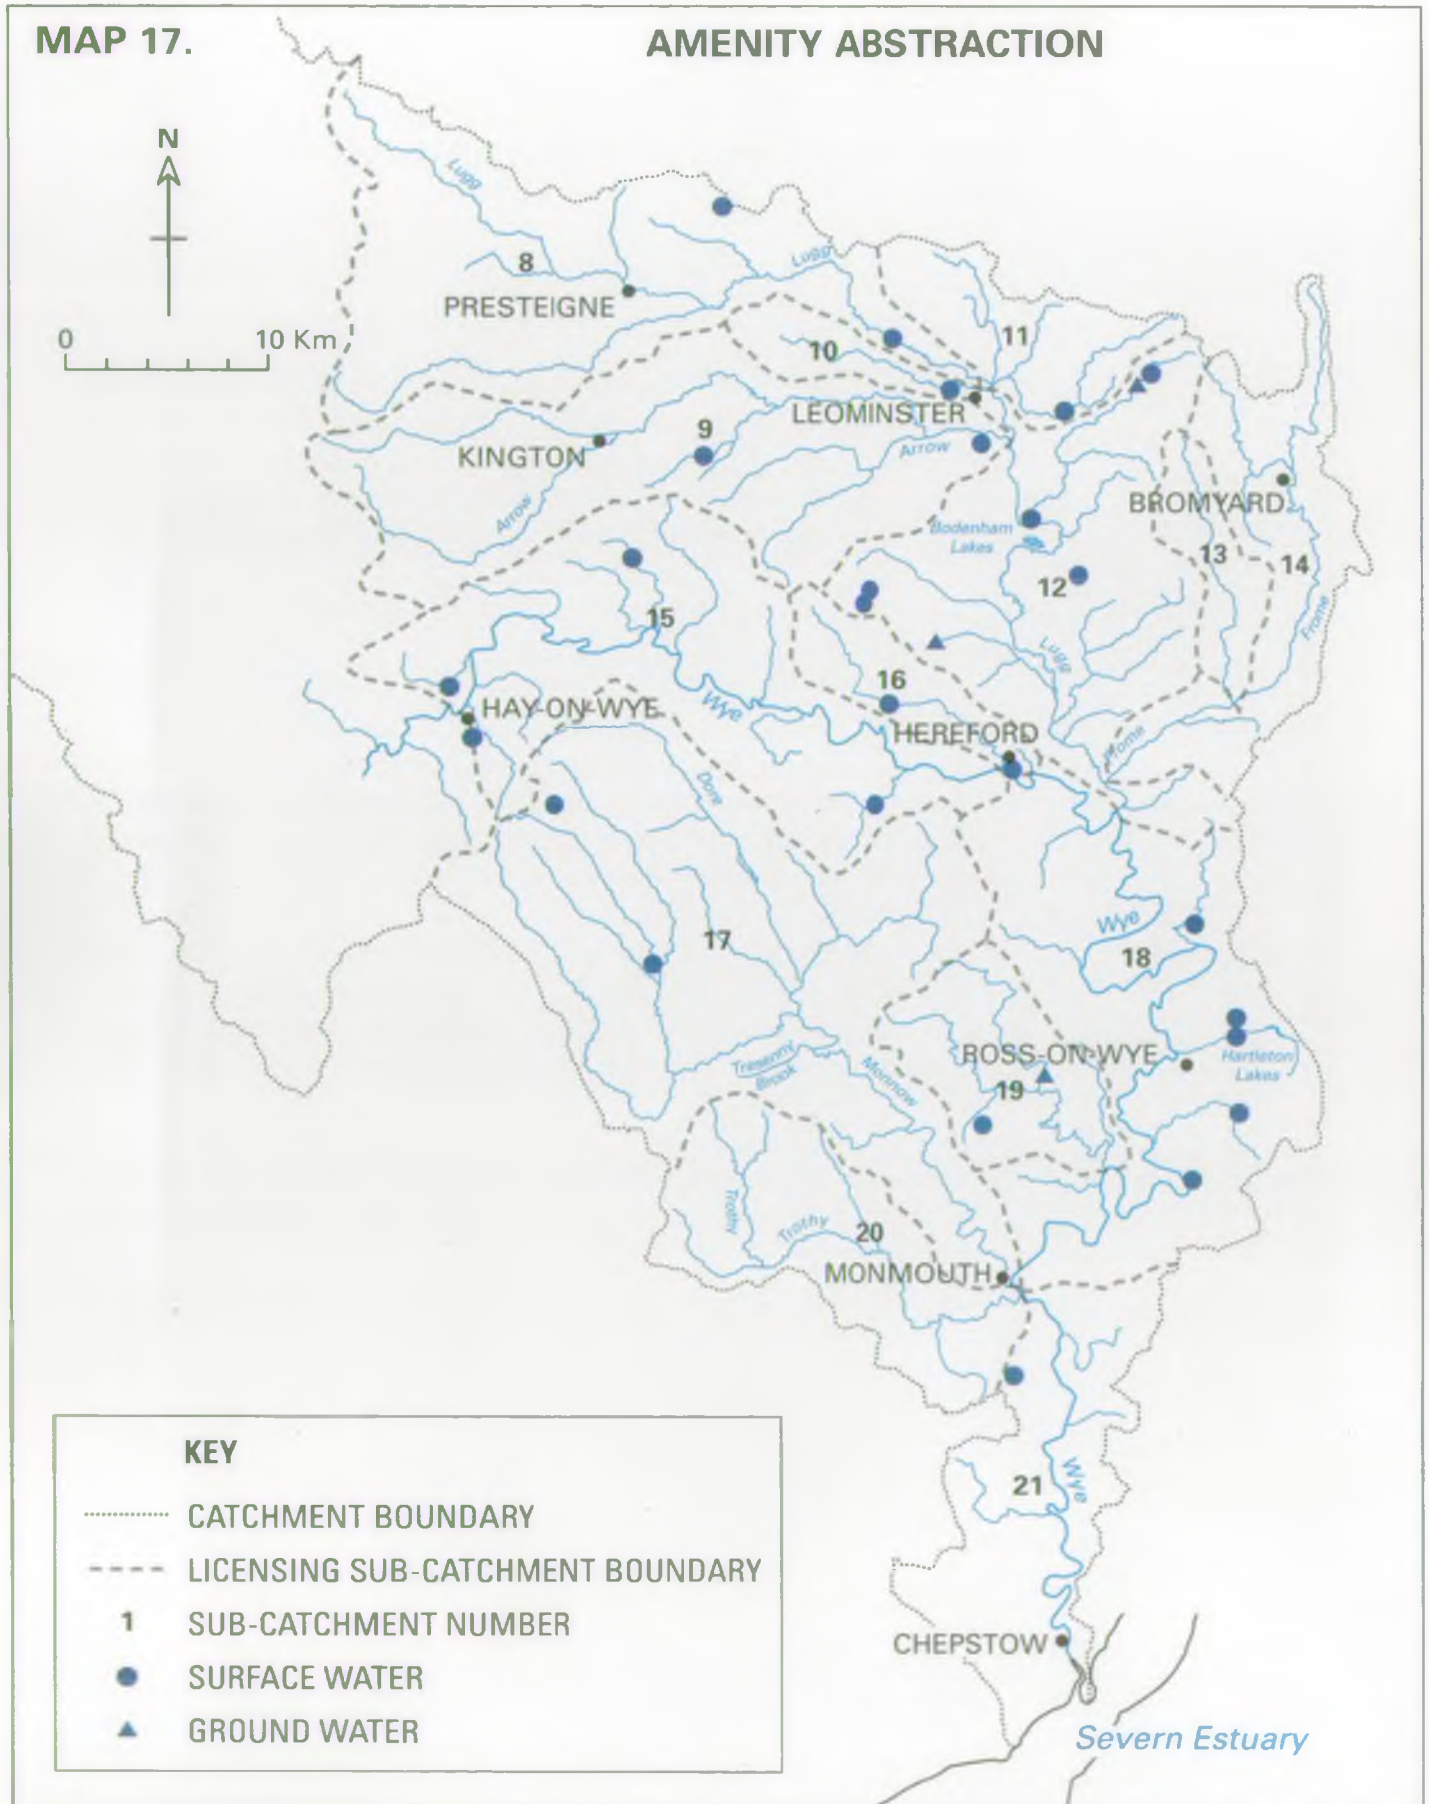 MAP 17.
AMENITY ABSTRACTION
N
0 10 Km
Lugg
8
PRESTEIGNE
Lugg
11
10
LEOMINSTER
9
KINGTON
Arrow
Arrow
BROMYARD
Bodenham
Lakes
13
14
12
15
Frome
Lugg
16
HAY-ON-WYE
Wye
HEREFORD
Frome
Dore
Wye
17
18
ROSS-ON-WYE
Hartleton
Lakes
Tresenny
Brook
Monnow
19
Trothy
Trothy
20
MONMOUTH
KEY
CATCHMENT BOUNDARY
LICENSING SUB-CATCHMENT BOUNDARY
1 SUB-CATCHMENT NUMBER
SURFACE WATER
GROUND WATER
21
Wye
CHEPSTOW
Severn Estuary